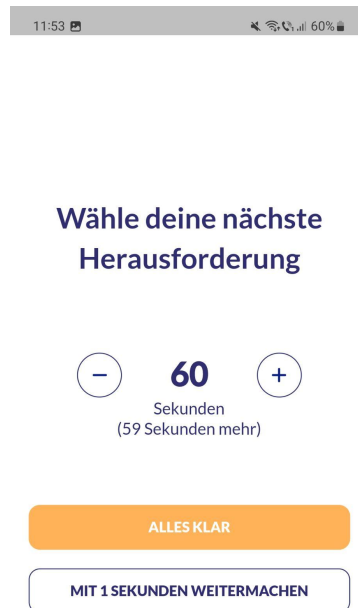 11:53 60%
Wähle deine nächste
Herausforderung
− 60 +
Sekunden
(59 Sekunden mehr)
ALLES KLAR
MIT 1 SEKUNDEN WEITERMACHEN